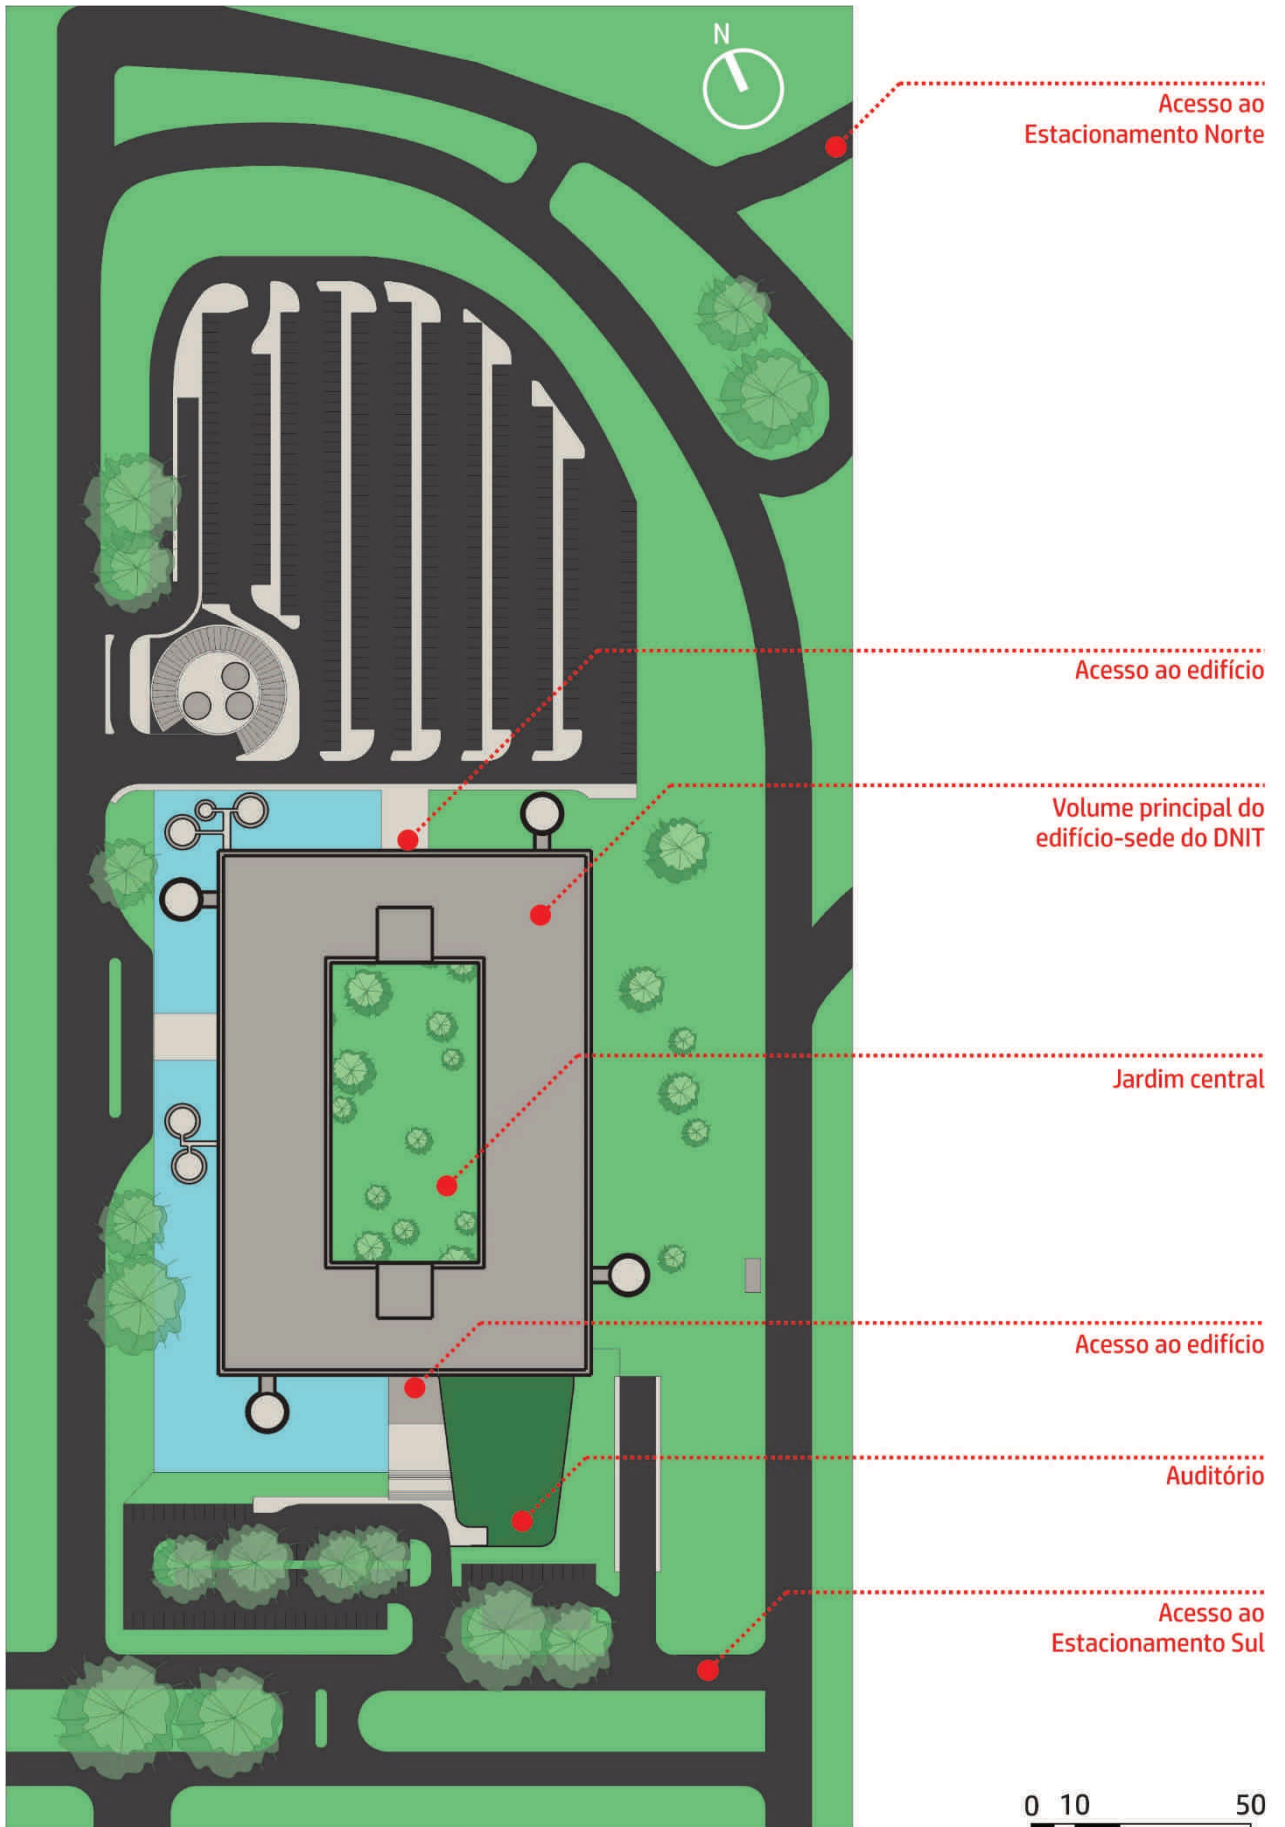 N
Acesso ao
Estacionamento Norte
Acesso ao edifício
Volume principal do
edifício-sede do DNIT
Jardim central
Acesso ao edifício
Auditório
Acesso ao
Estacionamento Sul
0 10 50